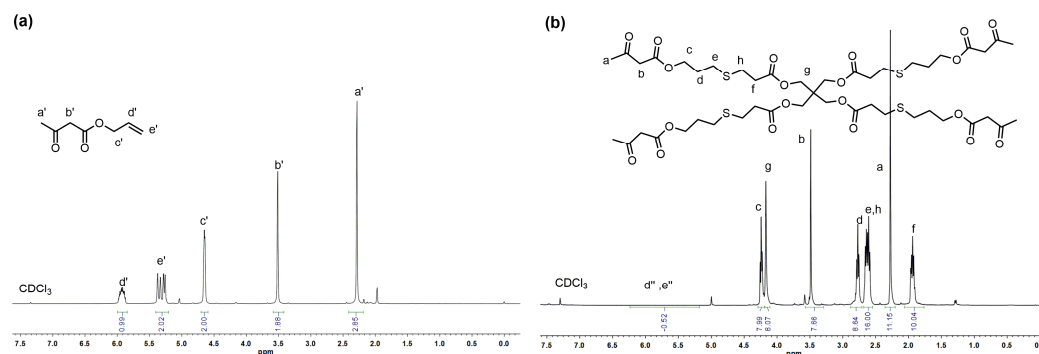 (a)
a'
b'
d'
O
e'
O
O
c'
d'
e'
c'
b'
a'
CDCl3
0.99
2.02
2.00
1.88
2.85
7.5 7.0 6.5 6.0 5.5 5.0 4.5 4.0 3.5 3.0 2.5 2.0 1.5 1.0 0.5 0.0
ppm
(b)
O O
a b O c d e S h f O
O g O
O S O O O
O S O O O
O O S O O S O O O
c
g
b
d
e,h
a
f
CDCl3
d'' ,e''
-0.52
7.99
8.07
7.66
8.64
16.00
11.15
10.04
7.5 7.0 6.5 6.0 5.5 5.0 4.5 4.0 3.5 3.0 2.5 2.0 1.5 1.0 0.5 0.0
ppm